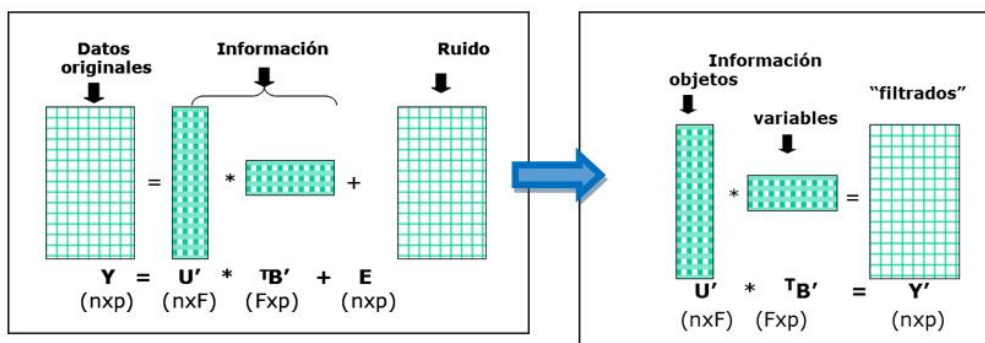 Datos
originales
Información
Ruido
= * +
Y = U' * ᵀB' + E
(nxp) (nxF) (Fxp) (nxp)
Información
objetos
variables
“filtrados”
* =
U' * ᵀB' = Y'
(nxF) (Fxp) (nxp)